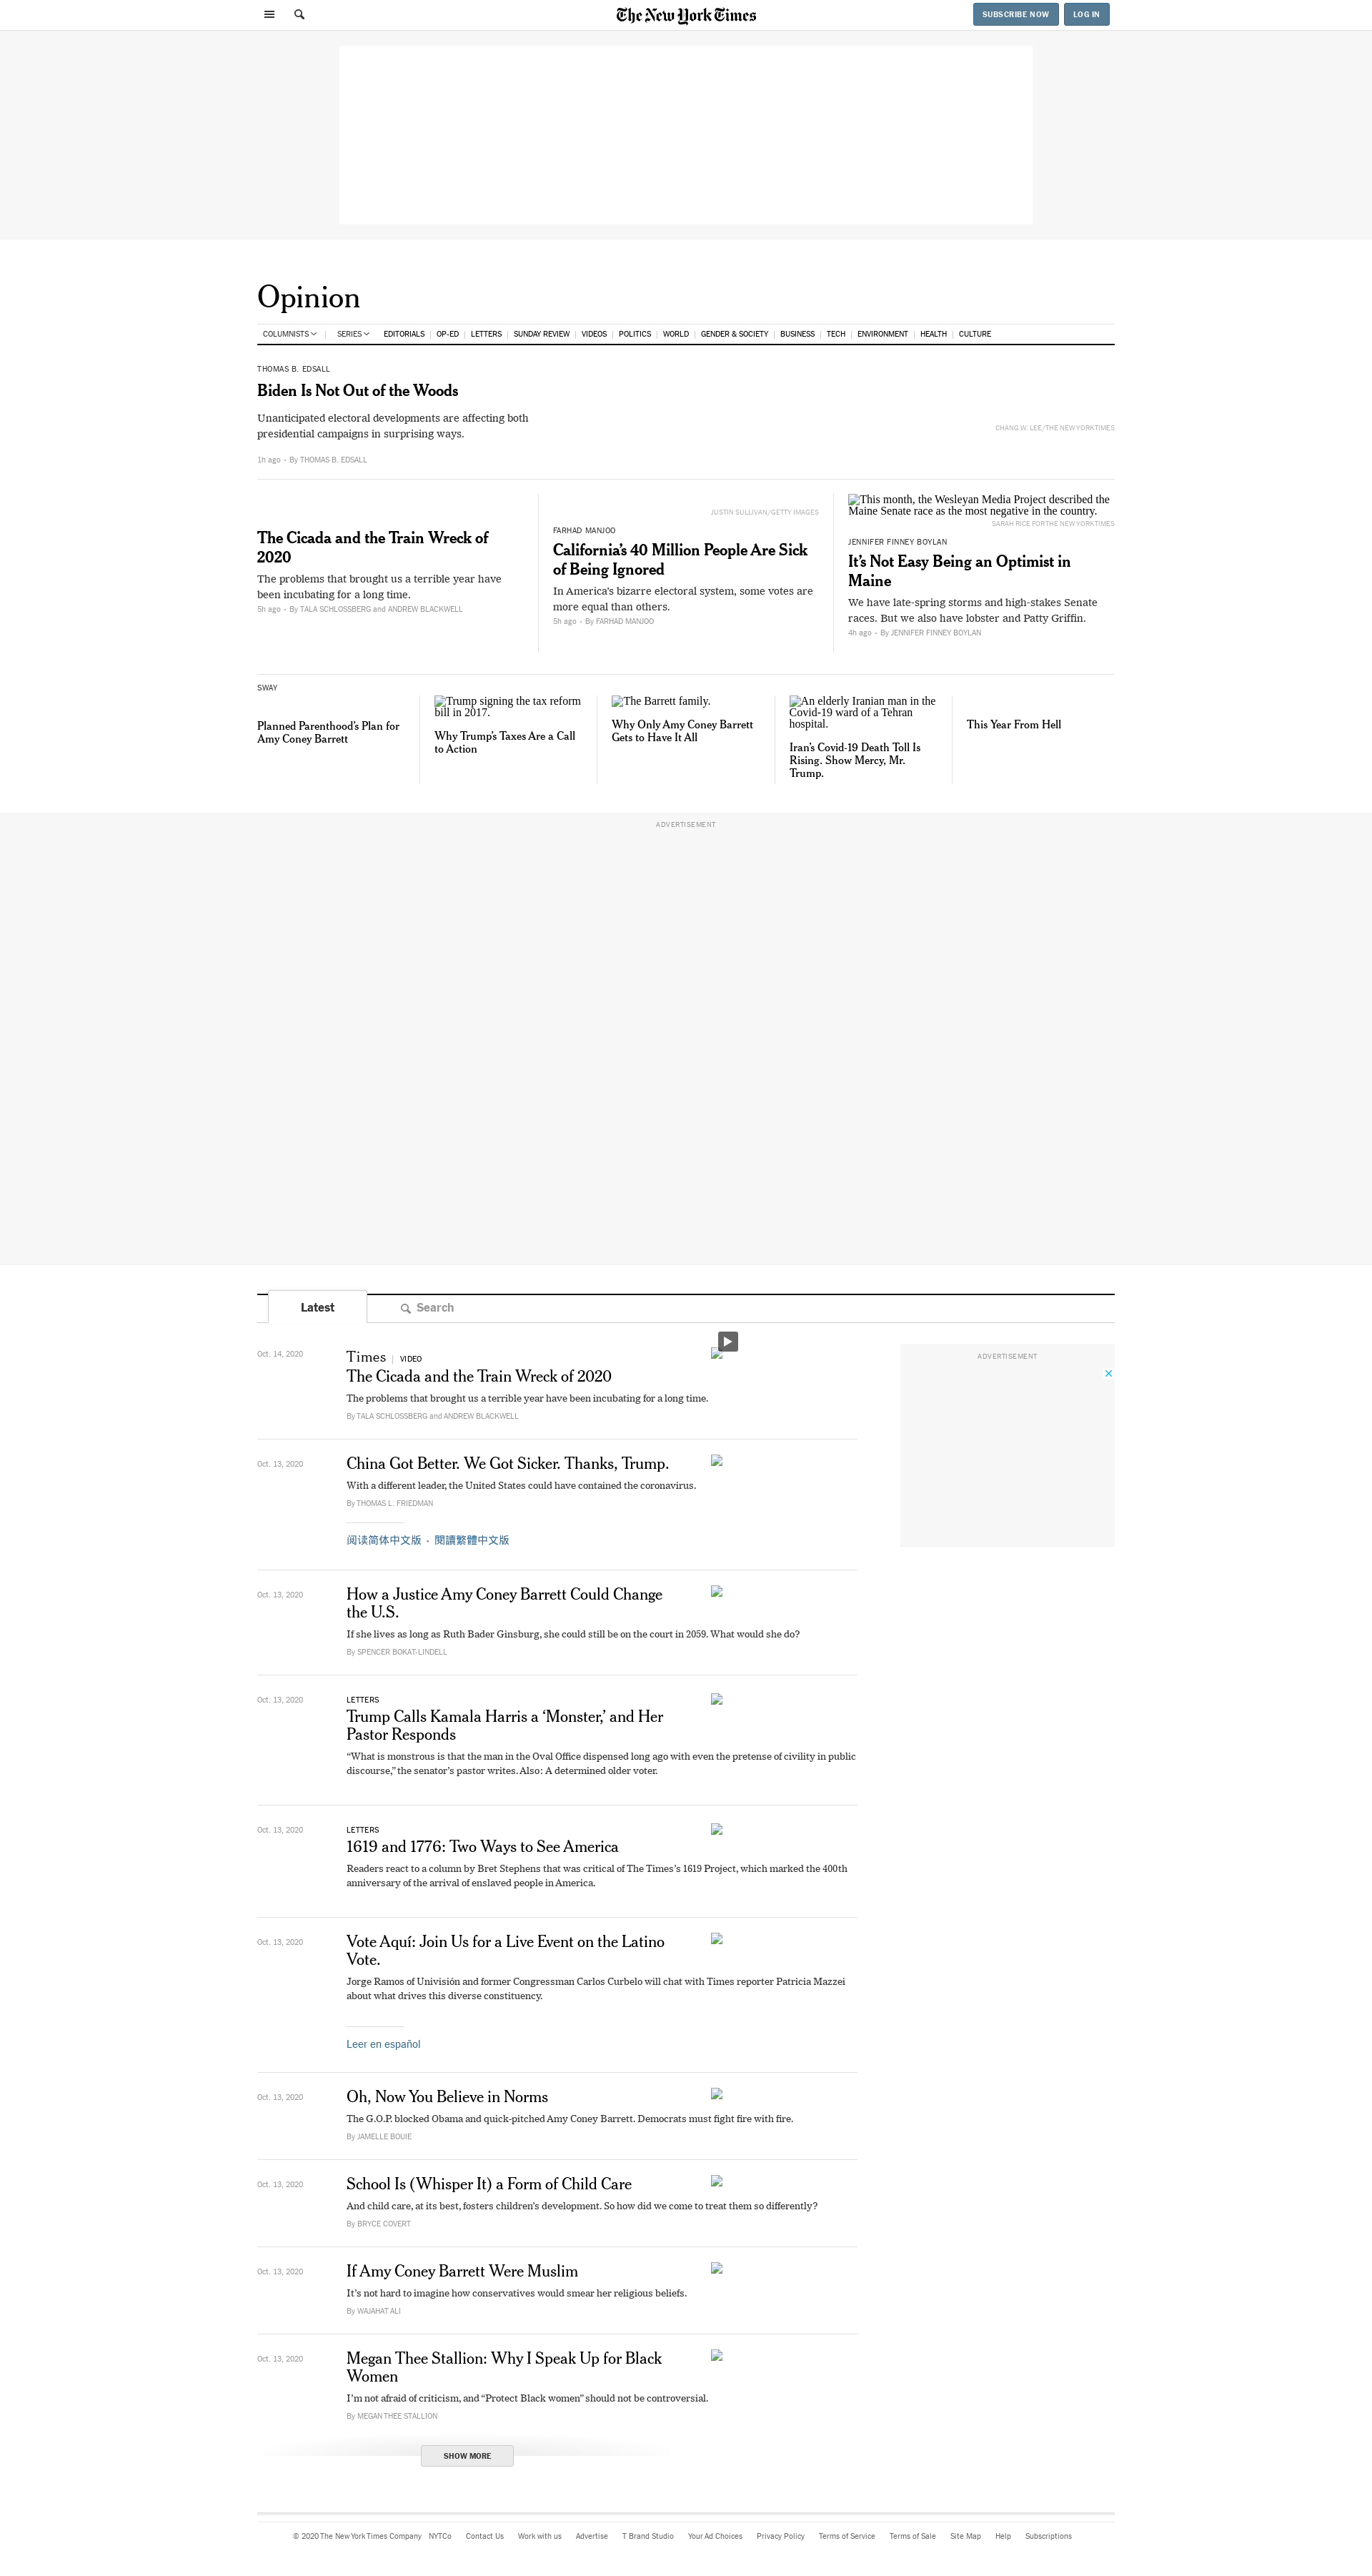 The New York Times
SUBSCRIBE NOW
LOG IN
Opinion
COLUMNISTS | SERIES EDITORIALS | OP-ED | LETTERS | SUNDAY REVIEW | VIDEOS | POLITICS | WORLD | GENDER & SOCIETY | BUSINESS | TECH | ENVIRONMENT | HEALTH | CULTURE
THOMAS B. EDSALL
Biden Is Not Out of the Woods
Unanticipated electoral developments are affecting both
presidential campaigns in surprising ways.
1h ago • By THOMAS B. EDSALL
CHANG W. LEE/THE NEW YORK TIMES
The Cicada and the Train Wreck of
2020
The problems that brought us a terrible year have
been incubating for a long time.
5h ago • By TALA SCHLOSSBERG and ANDREW BLACKWELL
JUSTIN SULLIVAN/GETTY IMAGES
FARHAD MANJOO
California’s 40 Million People Are Sick
of Being Ignored
In America’s bizarre electoral system, some votes are
more equal than others.
5h ago • By FARHAD MANJOO
This month, the Wesleyan Media Project described the
Maine Senate race as the most negative in the country.
SARAH RICE FOR THE NEW YORK TIMES
JENNIFER FINNEY BOYLAN
It’s Not Easy Being an Optimist in
Maine
We have late-spring storms and high-stakes Senate
races. But we also have lobster and Patty Griffin.
4h ago • By JENNIFER FINNEY BOYLAN
SWAY
Planned Parenthood’s Plan for
Amy Coney Barrett
Trump signing the tax reform
bill in 2017.
Why Trump’s Taxes Are a Call
to Action
The Barrett family.
Why Only Amy Coney Barrett
Gets to Have It All
An elderly Iranian man in the
Covid-19 ward of a Tehran
hospital.
Iran’s Covid-19 Death Toll Is
Rising. Show Mercy, Mr.
Trump.
This Year From Hell
ADVERTISEMENT
Latest
Search
Oct. 14, 2020
Times | VIDEO
The Cicada and the Train Wreck of 2020
The problems that brought us a terrible year have been incubating for a long time.
By TALA SCHLOSSBERG and ANDREW BLACKWELL
ADVERTISEMENT
Oct. 13, 2020
China Got Better. We Got Sicker. Thanks, Trump.
With a different leader, the United States could have contained the coronavirus.
By THOMAS L. FRIEDMAN
阅读简体中文版 • 閱讀繁體中文版
Oct. 13, 2020
How a Justice Amy Coney Barrett Could Change
the U.S.
If she lives as long as Ruth Bader Ginsburg, she could still be on the court in 2059. What would she do?
By SPENCER BOKAT-LINDELL
Oct. 13, 2020
LETTERS
Trump Calls Kamala Harris a ‘Monster,’ and Her
Pastor Responds
“What is monstrous is that the man in the Oval Office dispensed long ago with even the pretense of civility in public
discourse,” the senator’s pastor writes. Also: A determined older voter.
Oct. 13, 2020
LETTERS
1619 and 1776: Two Ways to See America
Readers react to a column by Bret Stephens that was critical of The Times’s 1619 Project, which marked the 400th
anniversary of the arrival of enslaved people in America.
Oct. 13, 2020
Vote Aquí: Join Us for a Live Event on the Latino
Vote.
Jorge Ramos of Univisión and former Congressman Carlos Curbelo will chat with Times reporter Patricia Mazzei
about what drives this diverse constituency.
Leer en español
Oct. 13, 2020
Oh, Now You Believe in Norms
The G.O.P. blocked Obama and quick-pitched Amy Coney Barrett. Democrats must fight fire with fire.
By JAMELLE BOUIE
Oct. 13, 2020
School Is (Whisper It) a Form of Child Care
And child care, at its best, fosters children’s development. So how did we come to treat them so differently?
By BRYCE COVERT
Oct. 13, 2020
If Amy Coney Barrett Were Muslim
It’s not hard to imagine how conservatives would smear her religious beliefs.
By WAJAHAT ALI
Oct. 13, 2020
Megan Thee Stallion: Why I Speak Up for Black
Women
I’m not afraid of criticism, and “Protect Black women” should not be controversial.
By MEGAN THEE STALLION
SHOW MORE
© 2020 The New York Times Company NYTCo Contact Us Work with us Advertise T Brand Studio Your Ad Choices Privacy Policy Terms of Service Terms of Sale Site Map Help Subscriptions